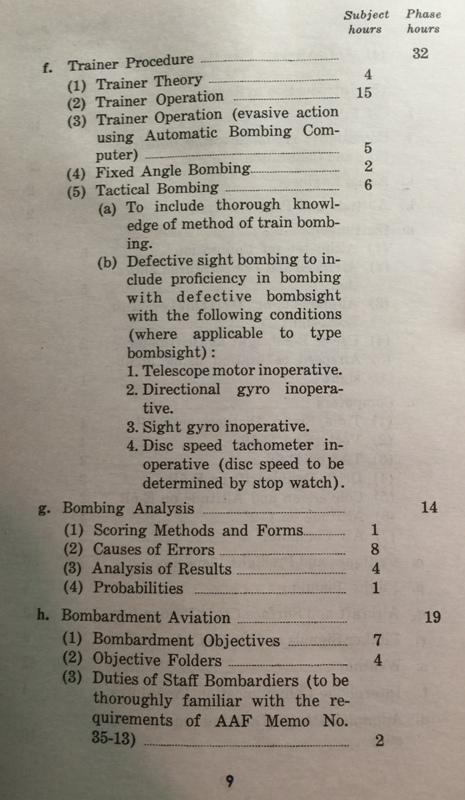 Subject Phase
hours hours
f. Trainer Procedure 32
(1) Trainer Theory 4
(2) Trainer Operation 15
(3) Trainer Operation (evasive action
using Automatic Bombing Com-
puter) 5
(4) Fixed Angle Bombing 2
(5) Tactical Bombing 6
(a) To include thorough knowl-
edge of method of train bomb-
ing.
(b) Defective sight bombing to in-
clude proficiency in bombing
with defective bombsight
with the following conditions
(where applicable to type
bombsight) :
1. Telescope motor inoperative.
2. Directional gyro inopera-
tive.
3. Sight gyro inoperative.
4. Disc speed tachometer in-
operative (disc speed to be
determined by stop watch).
g. Bombing Analysis 14
(1) Scoring Methods and Forms 1
(2) Causes of Errors 8
(3) Analysis of Results 4
(4) Probabilities 1
h. Bombardment Aviation 19
(1) Bombardment Objectives 7
(2) Objective Folders 4
(3) Duties of Staff Bombardiers (to be
thoroughly familiar with the re-
quirements of AAF Memo No.
35-13) 2
9